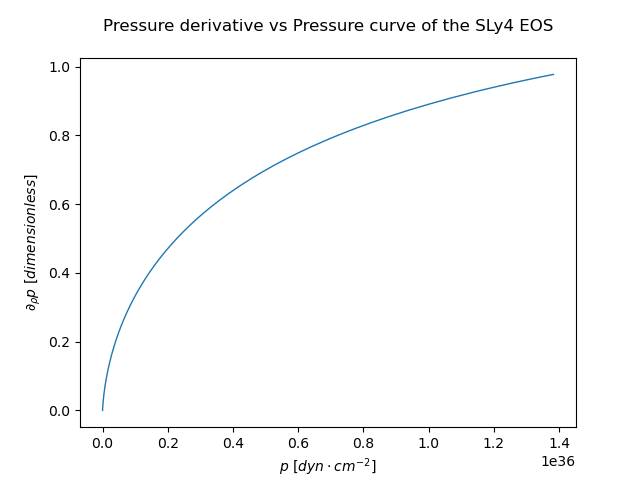 Pressure derivative vs Pressure curve of the SLy4 EOS
1.0
0.8
0.6
0.4
0.2
0.0
∂ρp [dimensionless]
0.0 0.2 0.4 0.6 0.8 1.0 1.2 1.4
1e36
p [dyn · cm⁻²]